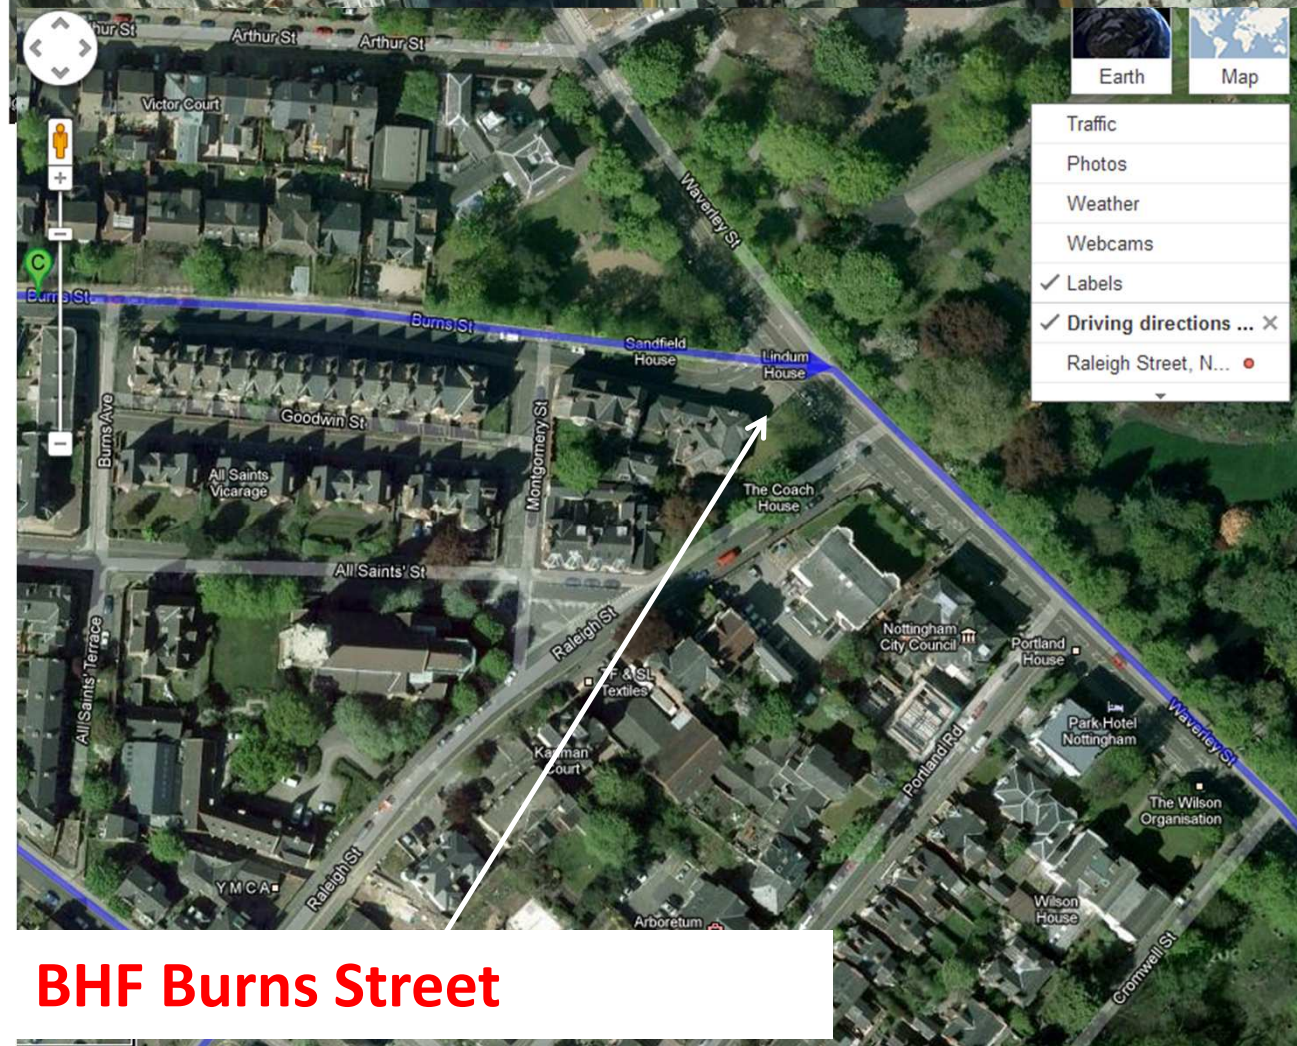 hur St
Arthur St
Arthur St
Earth
Map
Victor Court
Traffic
Photos
Weather
Webcams
Labels
Driving directions ...
Raleigh Street, N...
Waverley St
C
Burns St
Burns St
Sandfield
House
Lindum
House
Burns Ave
Goodwin St
Montgomery St
All Saints
Vicarage
The Coach
House
All Saints' St
Raleigh St
Nottingham
City Council
Portland
House
All Saints' Terrace
F & SL
Textiles
Park Hotel
Nottingham
Waverley St
Portland Rd
Court
The Wilson
Organisation
YMCA
Raleigh St
Wilson
House
Arboretum
Cromwell St
BHF Burns Street